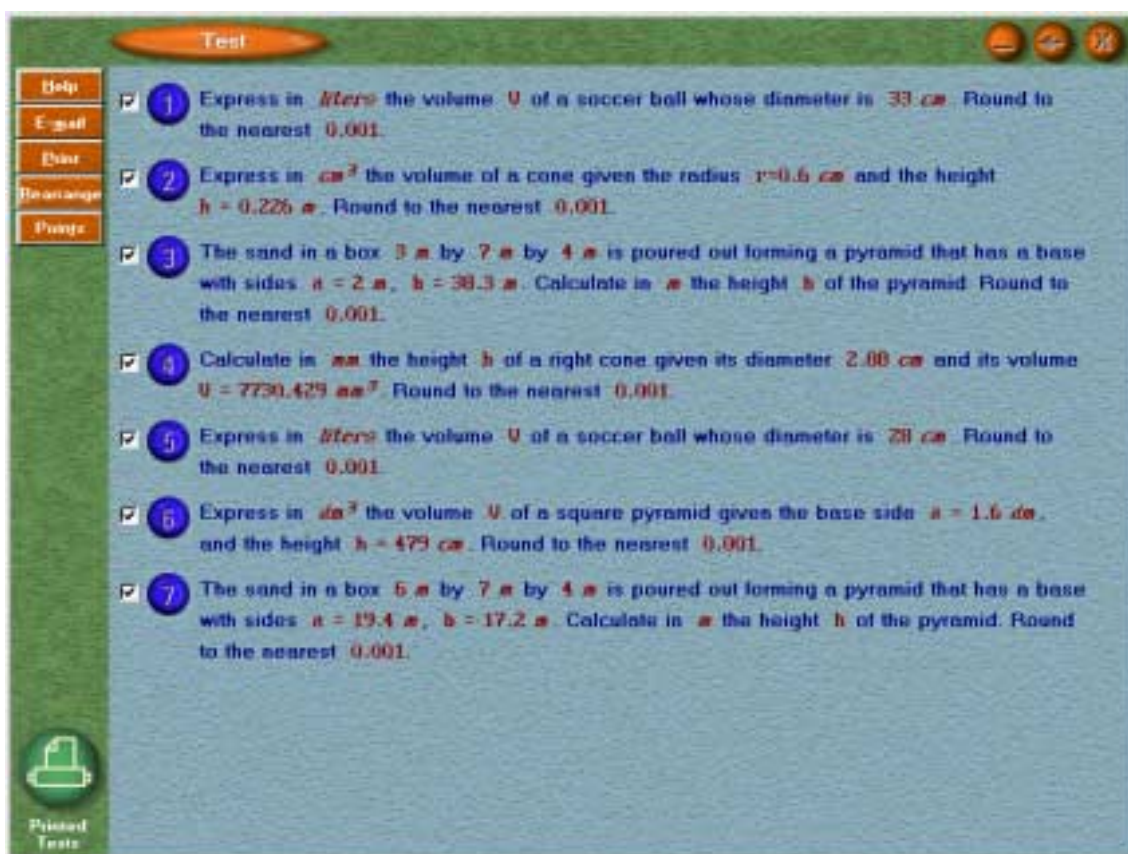 Test
Help
E-mail
Print
Rearrange
Points
1 Express in liters the volume V of a soccer ball whose diameter is 33 cm. Round to
the nearest 0.001.
2 Express in cm³ the volume of a cone given the radius r=0.6 cm and the height
h = 0.226 m. Round to the nearest 0.001.
3 The sand in a box 3 m by 7 m by 4 m is poured out forming a pyramid that has a base
with sides a = 2 m, b = 38.3 m. Calculate in m the height h of the pyramid. Round to
the nearest 0.001.
4 Calculate in mm the height h of a right cone given its diameter cm and its volume
V = 7730.429 mm³. Round to the nearest 0.001.
5 Express in liters the volume V of a soccer ball whose diameter is 28 cm. Round to
the nearest 0.001.
6 Express in dm³ the volume V of a square pyramid given the base side a = 1.6 dm,
and the height h = 479 cm. Round to the nearest 0.001.
7 The sand in a box 6 m by 7 m by 4 m is poured out forming a pyramid that has a base
with sides a = 19.4 m, b = 17.2 m. Calculate in m the height h of the pyramid. Round
to the nearest 0.001.
Printed
Tests